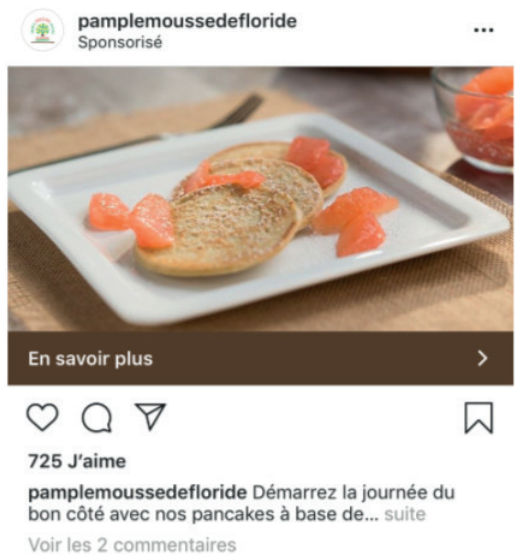 pamplemoussedefloride
Sponsorisé
En savoir plus
725 J'aime
pamplemoussedefloride Démarrez la journée du
bon côté avec nos pancakes à base de... suite
Voir les 2 commentaires